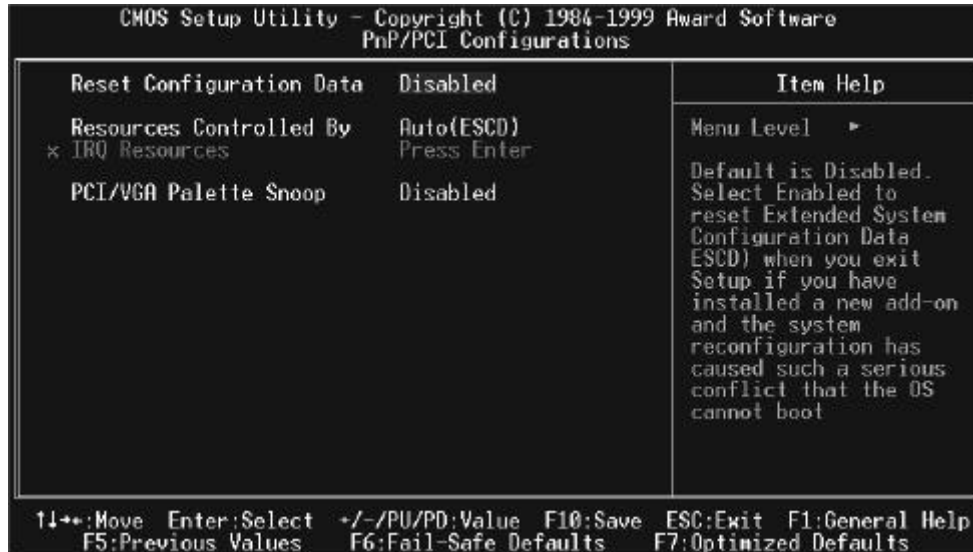 CMOS Setup Utility - Copyright (C) 1984-1999 Award Software
PnP/PCI Configurations
Reset Configuration Data Disabled
Resources Controlled By Auto(ESCD)
x IRQ Resources Press Enter
PCI/VGA Palette Snoop Disabled
Item Help
Menu Level ►
Default is Disabled.
Select Enabled to
reset Extended System
Configuration Data
ESCD) when you exit
Setup if you have
installed a new add-on
and the system
reconfiguration has
caused such a serious
conflict that the OS
cannot boot
↑↓→←:Move Enter:Select +/-/PU/PD:Value F10:Save ESC:Exit F1:General Help
F5:Previous Values F6:Fail-Safe Defaults F7:Optimized Defaults